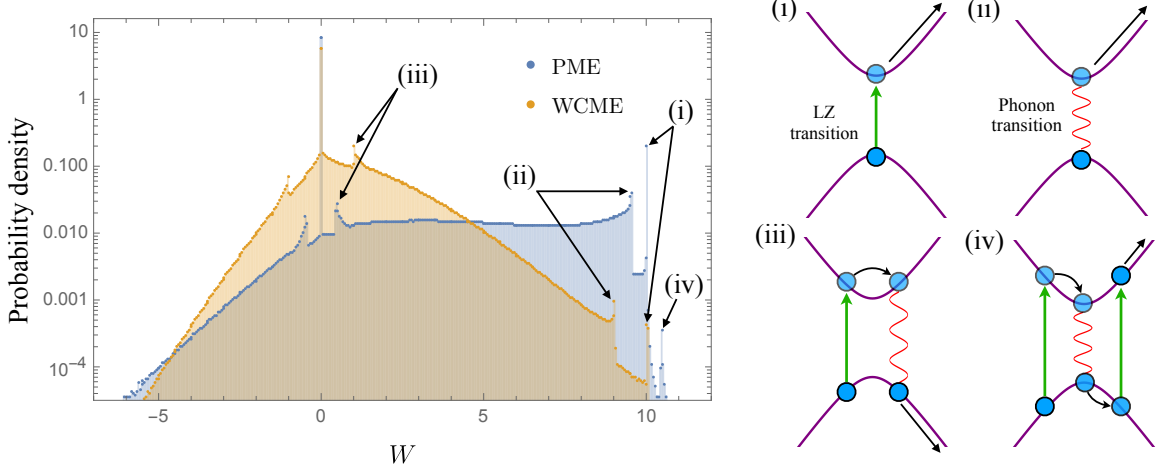 10
1
0.100
0.010
0.001
10⁻⁴
Probability density
−5
0
5
10
W
PME
WCME
(iii)
(i)
(ii)
(iv)
(i)
LZ
transition
(ii)
Phonon
transition
(iii)
(iv)